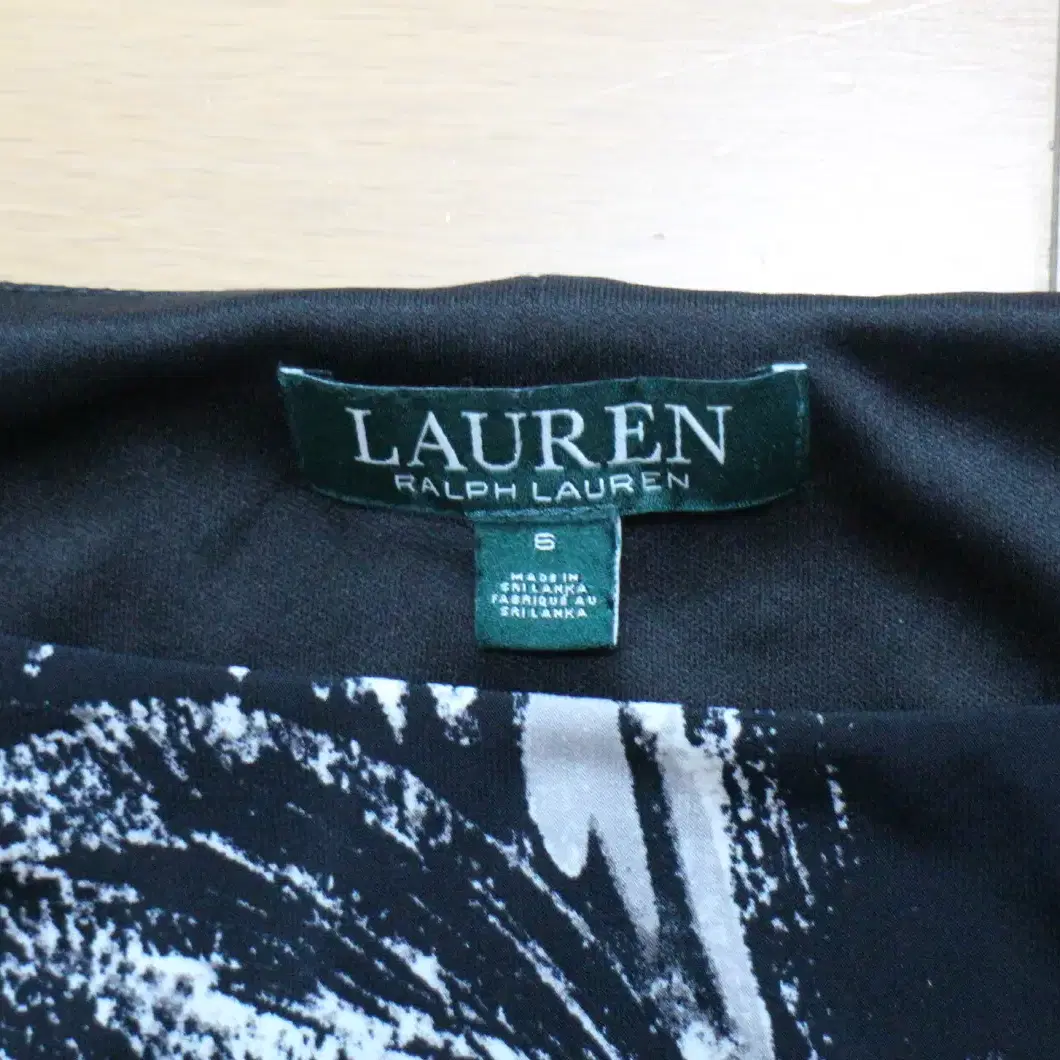 LAUREN
RALPH LAUREN
6
MADE IN
SRI LANKA
FABRIQUÉ AU
SRI LANKA